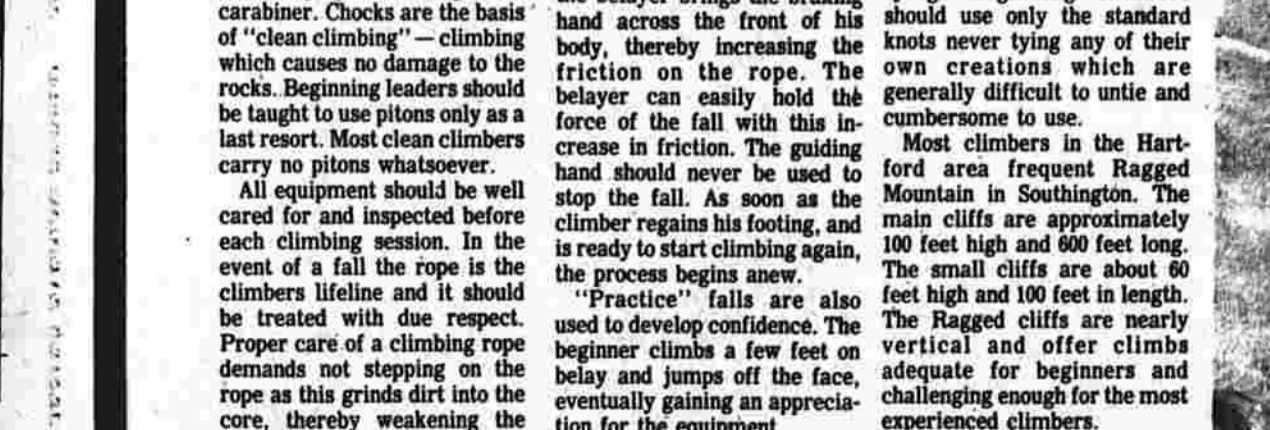 carabiner. Chocks are the basis
of "clean climbing" — climbing
which causes no damage to the
rocks. Beginning leaders should
be taught to use pitons only as a
last resort. Most clean climbers
carry no pitons whatsoever.
All equipment should be well
cared for and inspected before
each climbing session. In the
event of a fall the rope is the
climbers lifeline and it should
be treated with due respect.
Proper care of a climbing rope
demands not stepping on the
rope as this grinds dirt into the
core, thereby weakening the
the belayer brings the braking
hand across the front of his
body, thereby increasing the
friction on the rope. The
belayer can easily hold the
force of the fall with this in-
crease in friction. The guiding
hand should never be used to
stop the fall. As soon as the
climber regains his footing, and
is ready to start climbing again,
the process begins anew.
"Practice" falls are also
used to develop confidence. The
beginner climbs a few feet on
belay and jumps off the face,
eventually gaining an apprecia-
tion for the equipment
should use only the standard
knots never tying any of their
own creations which are
generally difficult to untie and
cumbersome to use.
Most climbers in the Hart-
ford area frequent Ragged
Mountain in Southington. The
main cliffs are approximately
100 feet high and 600 feet long.
The small cliffs are about 60
feet high and 100 feet in length.
The Ragged cliffs are nearly
vertical and offer climbs
adequate for beginners and
challenging enough for the most
experienced climbers.